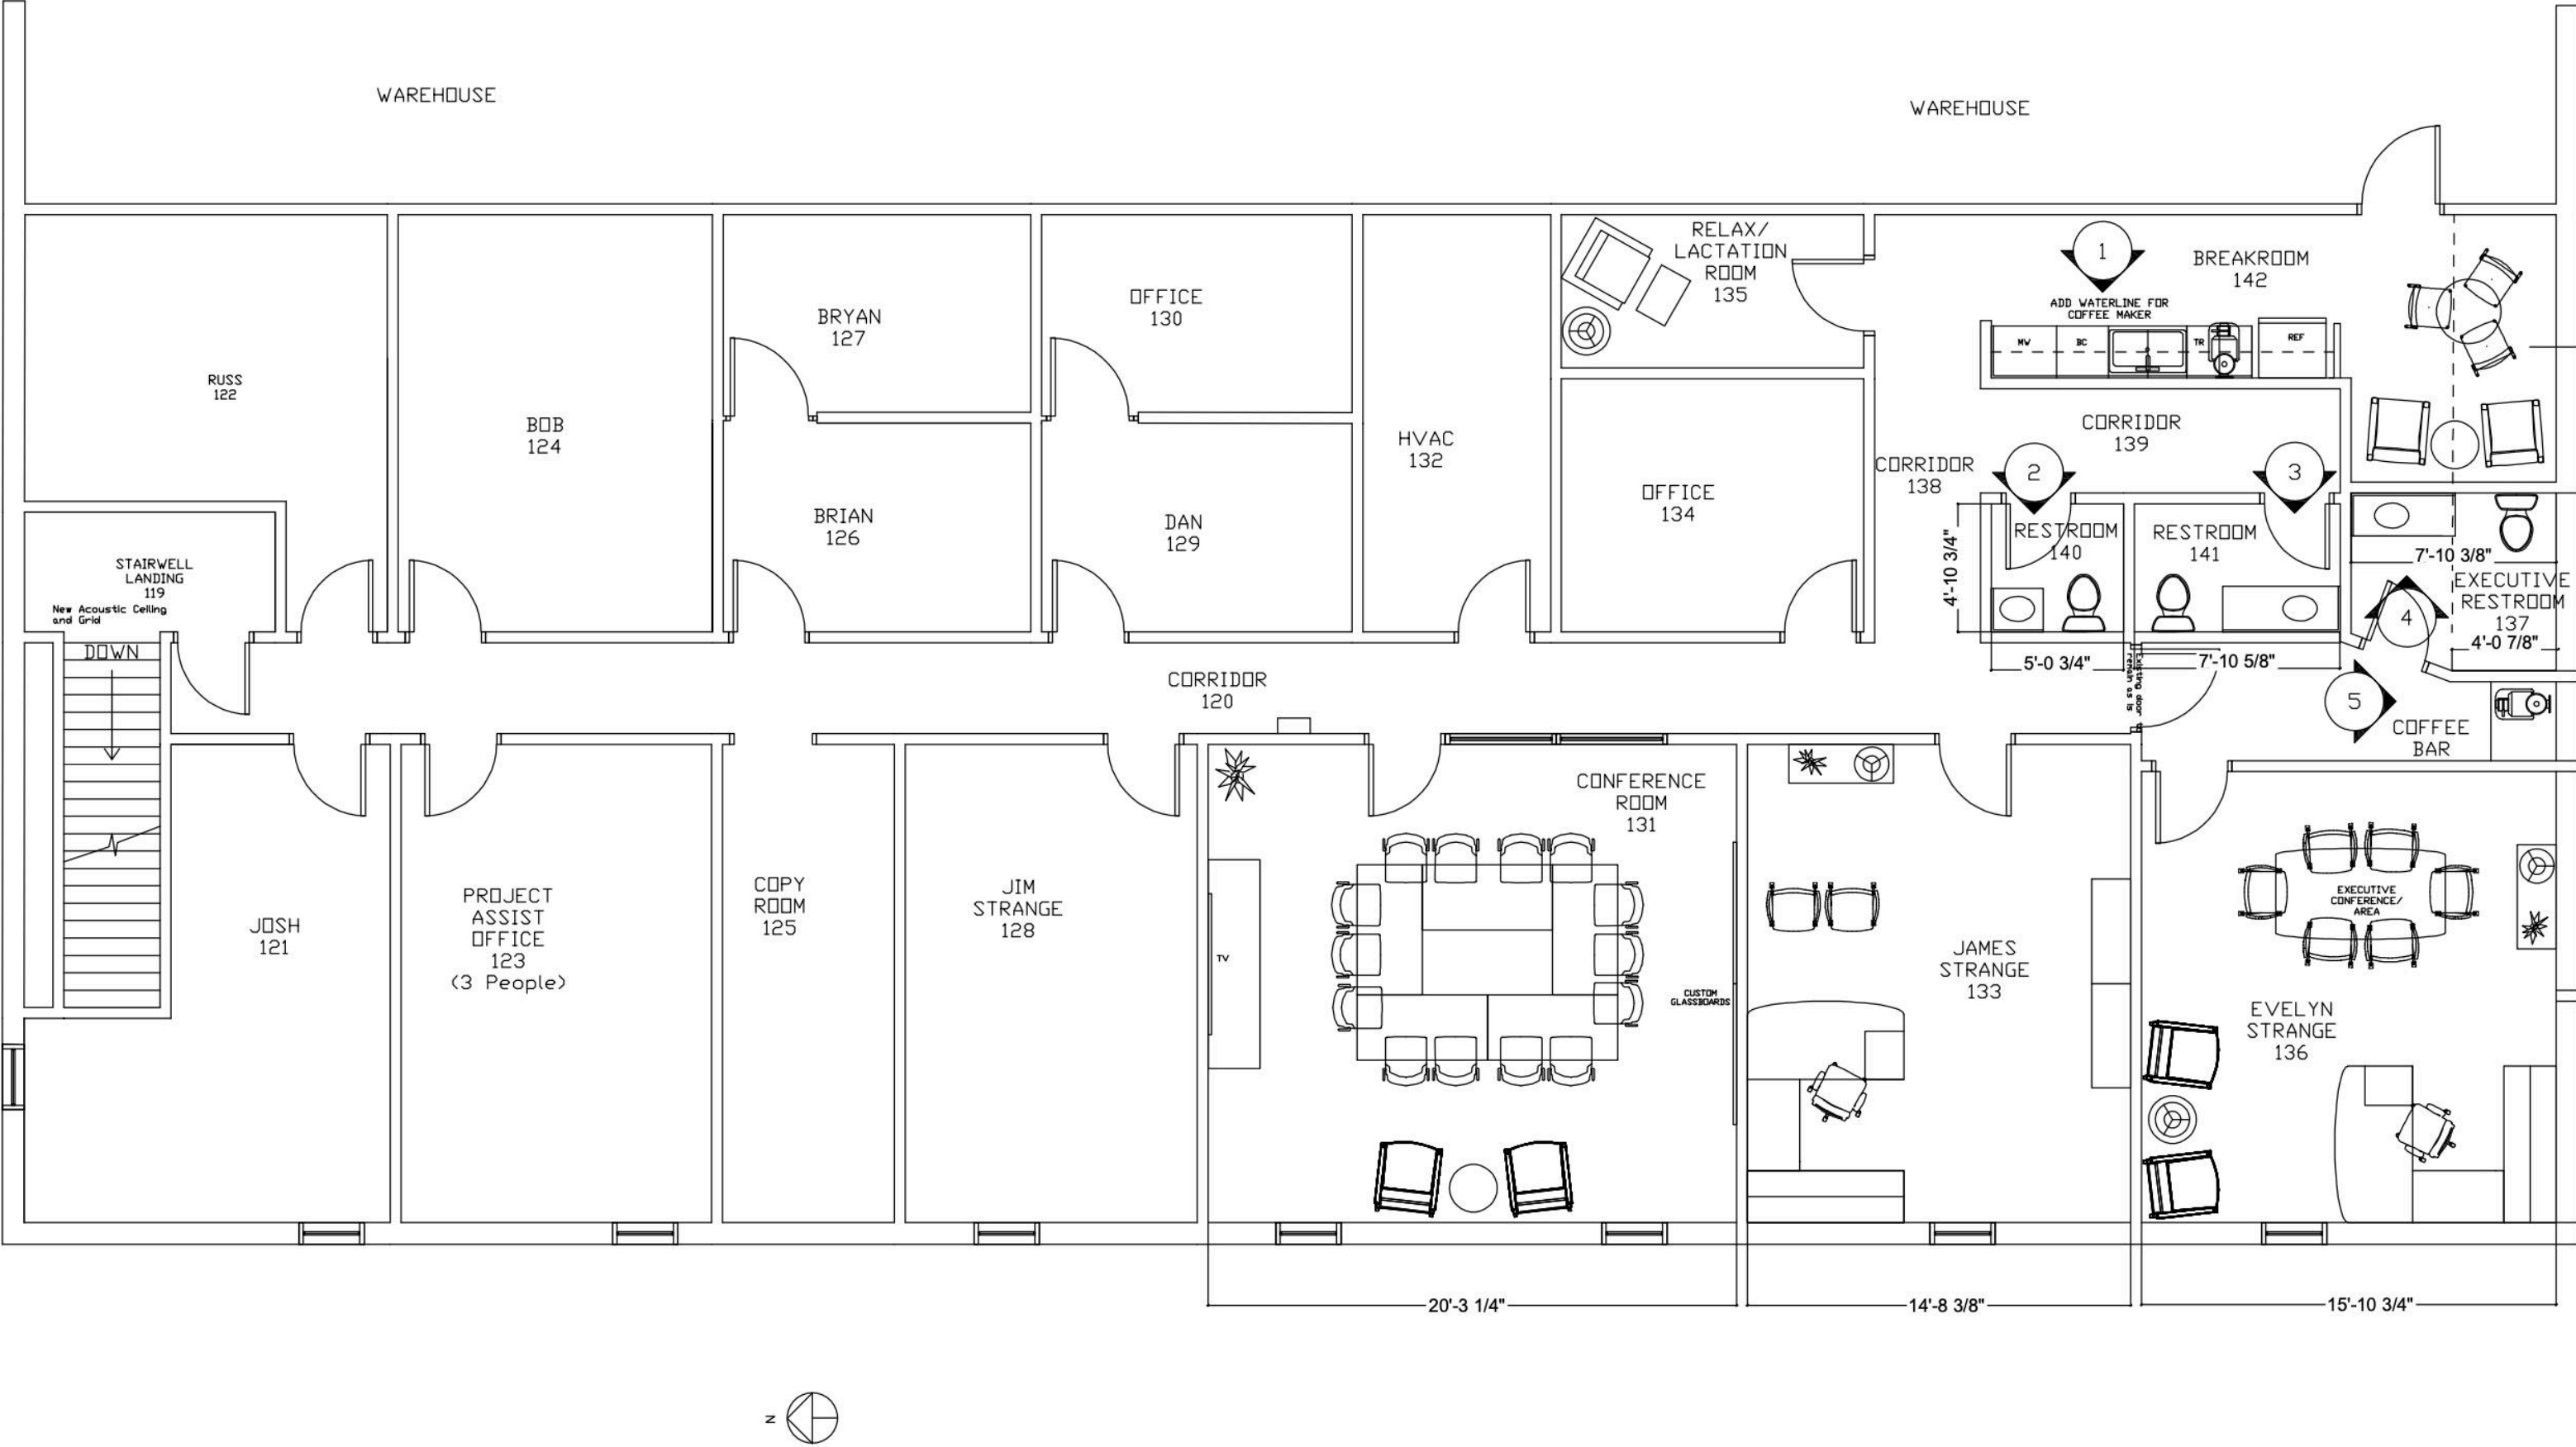 WAREHOUSE
WAREHOUSE
RELAX/
LACTATION
ROOM
135
1
BREAKROOM
142
ADD WATERLINE FOR
COFFEE MAKER
MW
BC
TR
REF
BRYAN
127
OFFICE
130
RUSS
122
BOB
124
HVAC
132
CORRIDOR
139
CORRIDOR
138
2
3
OFFICE
134
BRIAN
126
DAN
129
RESTROOM
140
RESTROOM
141
4'-10 3/4"
7'-10 3/8"
EXECUTIVE
RESTROOM
137
4'-0 7/8"
4
STAIRWELL
LANDING
119
New Acoustic Ceiling
and Grid
DOWN
5'-0 3/4"
7'-10 5/8"
Existing door to
remain as is
CORRIDOR
120
5
COFFEE
BAR
CONFERENCE
ROOM
131
JOSH
121
PROJECT
ASSIST
OFFICE
123
(3 People)
COPY
ROOM
125
JIM
STRANGE
128
TV
CUSTOM
GLASSBOARDS
JAMES
STRANGE
133
EXECUTIVE
CONFERENCE/
AREA
EVELYN
STRANGE
136
20'-3 1/4"
14'-8 3/8"
15'-10 3/4"
N